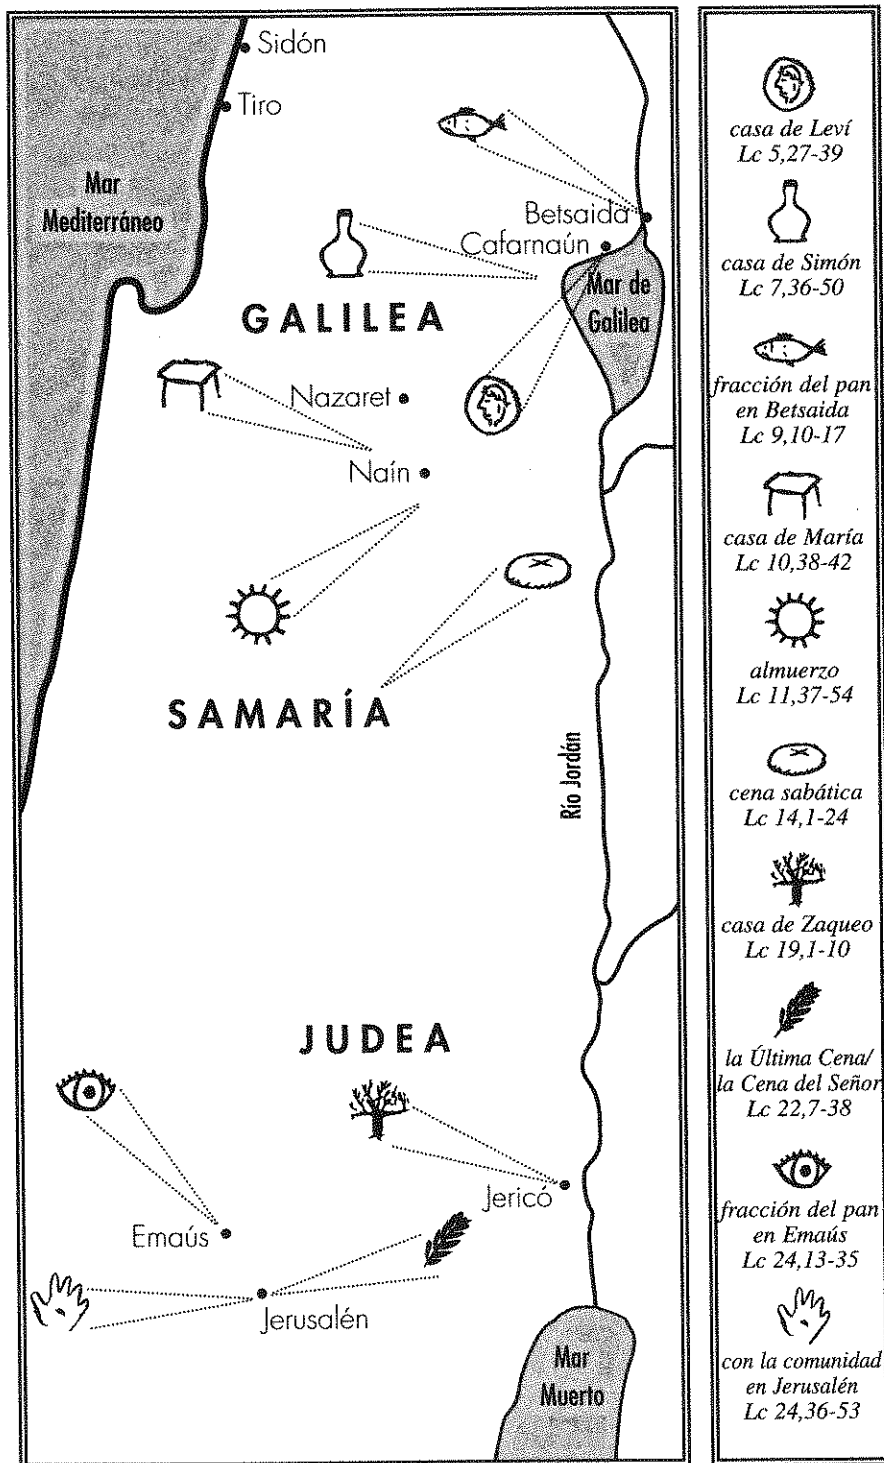 Sidón
Tiro
Mar
Mediterráneo
Betsaida
Cafarnaún
Mar de
Galilea
GALILEA
Nazaret
Naín
SAMARÍA
Río Jordán
JUDEA
Jericó
Emaús
Jerusalén
Mar
Muerto
casa de Leví
Lc 5,27-39
casa de Simón
Lc 7,36-50
fracción del pan
en Betsaida
Lc 9,10-17
casa de María
Lc 10,38-42
almuerzo
Lc 11,37-54
cena sabática
Lc 14,1-24
casa de Zaqueo
Lc 19,1-10
la Última Cena/
la Cena del Señor
Lc 22,7-38
fracción del pan
en Emaús
Lc 24,13-35
con la comunidad
en Jerusalén
Lc 24,36-53